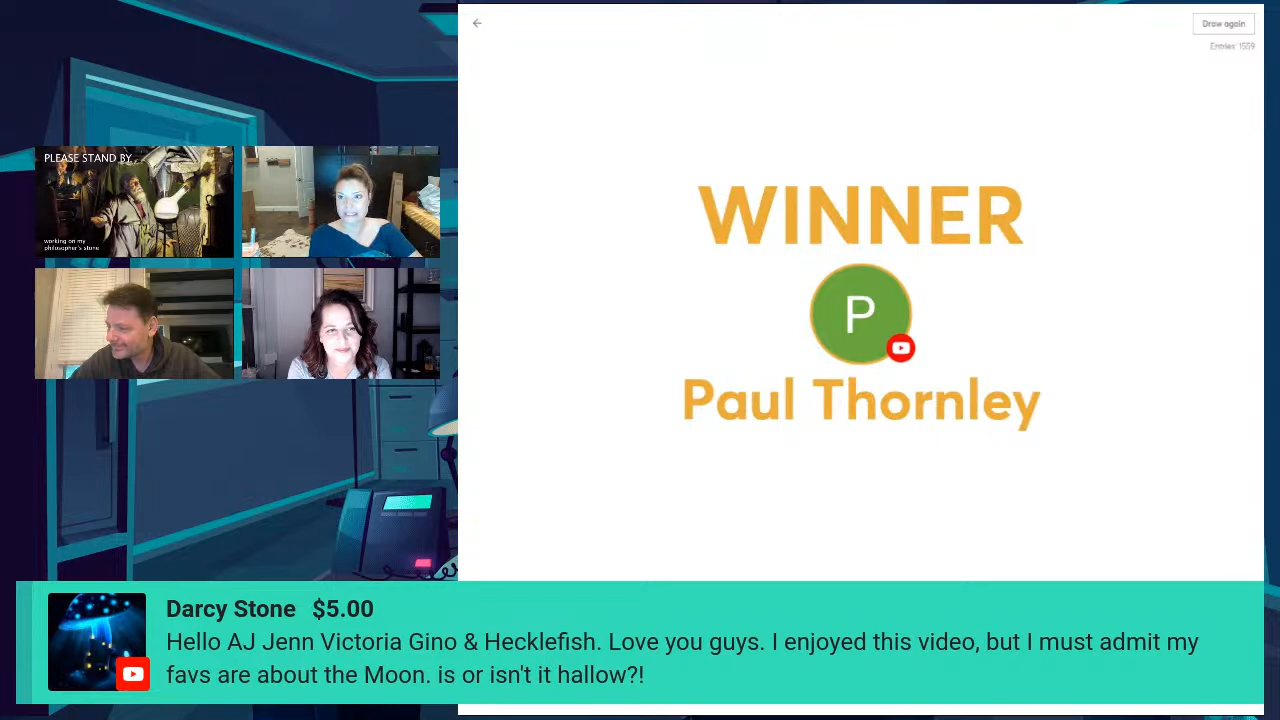 Draw again
Entries: 1559
PLEASE STAND BY
working on my
philosopher's stone
WINNER
P
Paul Thornley
Darcy Stone $5.00
Hello AJ Jenn Victoria Gino & Hecklefish. Love you guys. I enjoyed this video, but I must admit my
favs are about the Moon. is or isn't it hallow?!